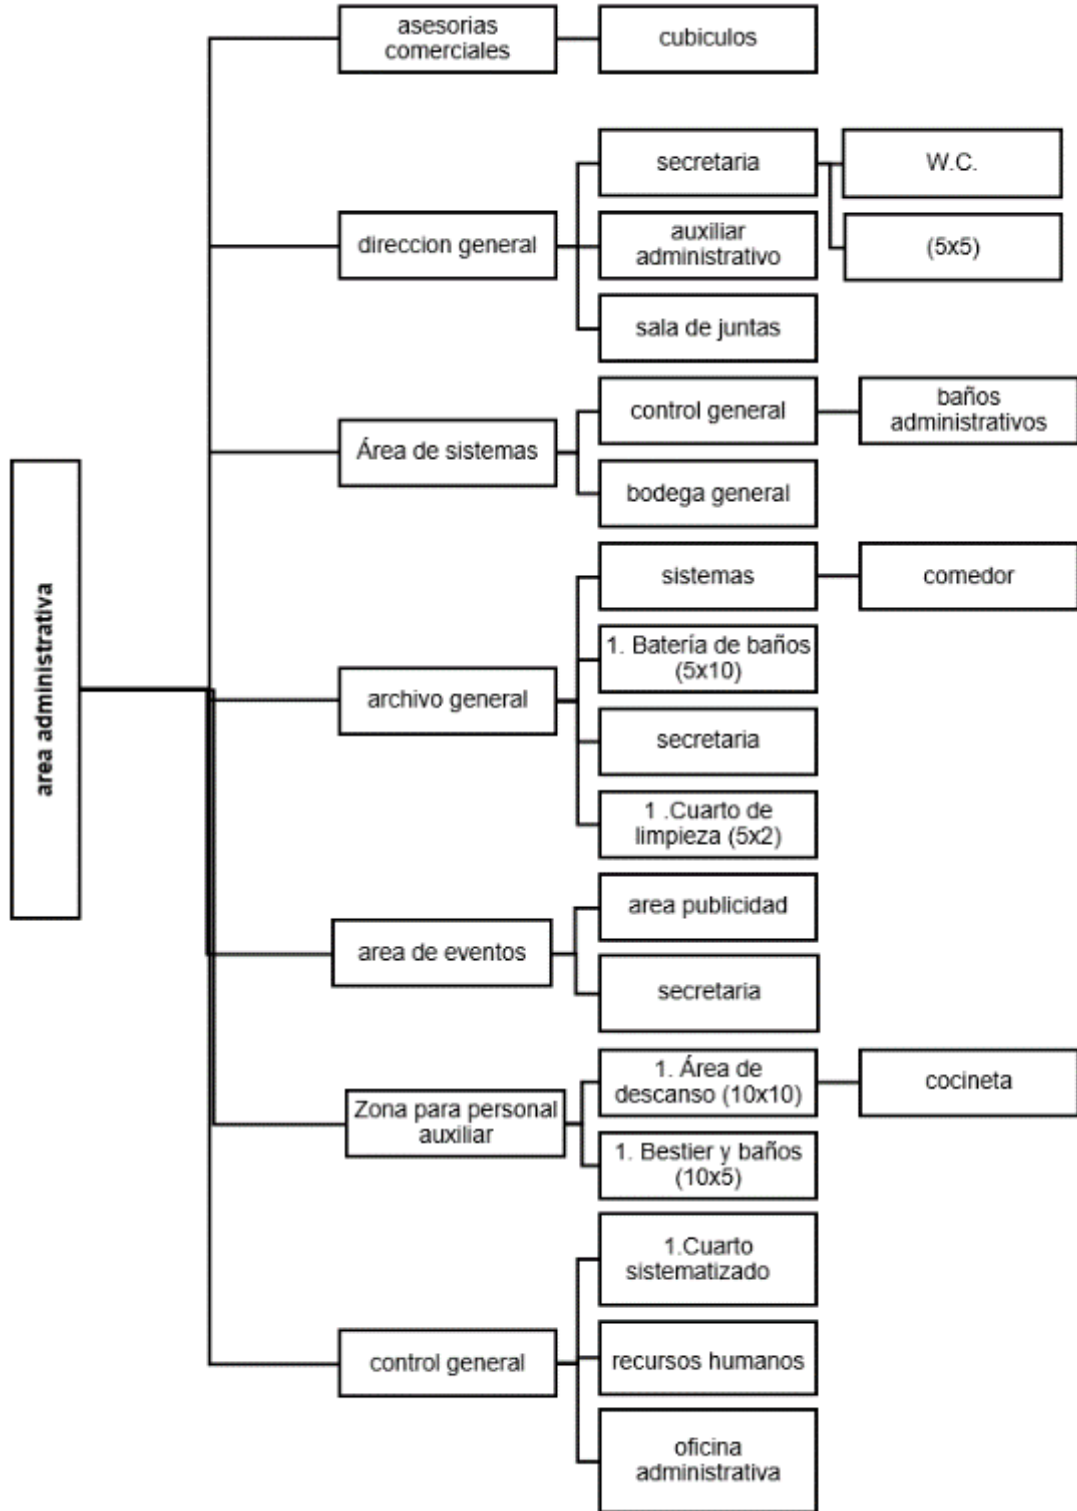 asesorias
comerciales
cubiculos
secretaria
W.C.
direccion general
auxiliar
administrativo
(5x5)
sala de juntas
control general
baños
administrativos
Área de sistemas
bodega general
area administrativa
sistemas
comedor
1. Batería de baños
(5x10)
archivo general
secretaria
1 .Cuarto de
limpieza (5x2)
area publicidad
area de eventos
secretaria
1. Área de
descanso (10x10)
cocineta
Zona para personal
auxiliar
1. Bestier y baños
(10x5)
1.Cuarto
sistematizado
control general
recursos humanos
oficina
administrativa